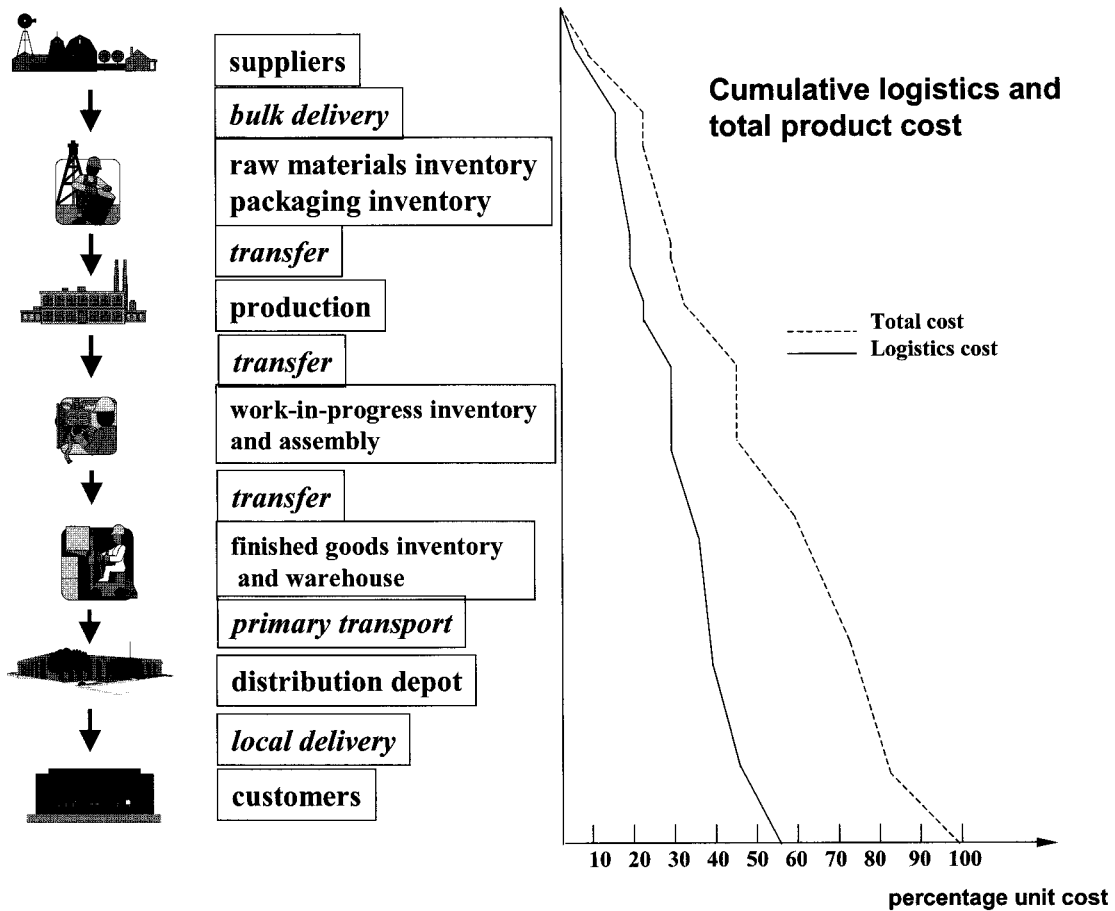 suppliers
bulk delivery
raw materials inventory
packaging inventory
transfer
production
transfer
work-in-progress inventory
and assembly
transfer
finished goods inventory
and warehouse
primary transport
distribution depot
local delivery
customers
Cumulative logistics and
total product cost
Total cost
Logistics cost
10 20 30 40 50 60 70 80 90 100
percentage unit cost